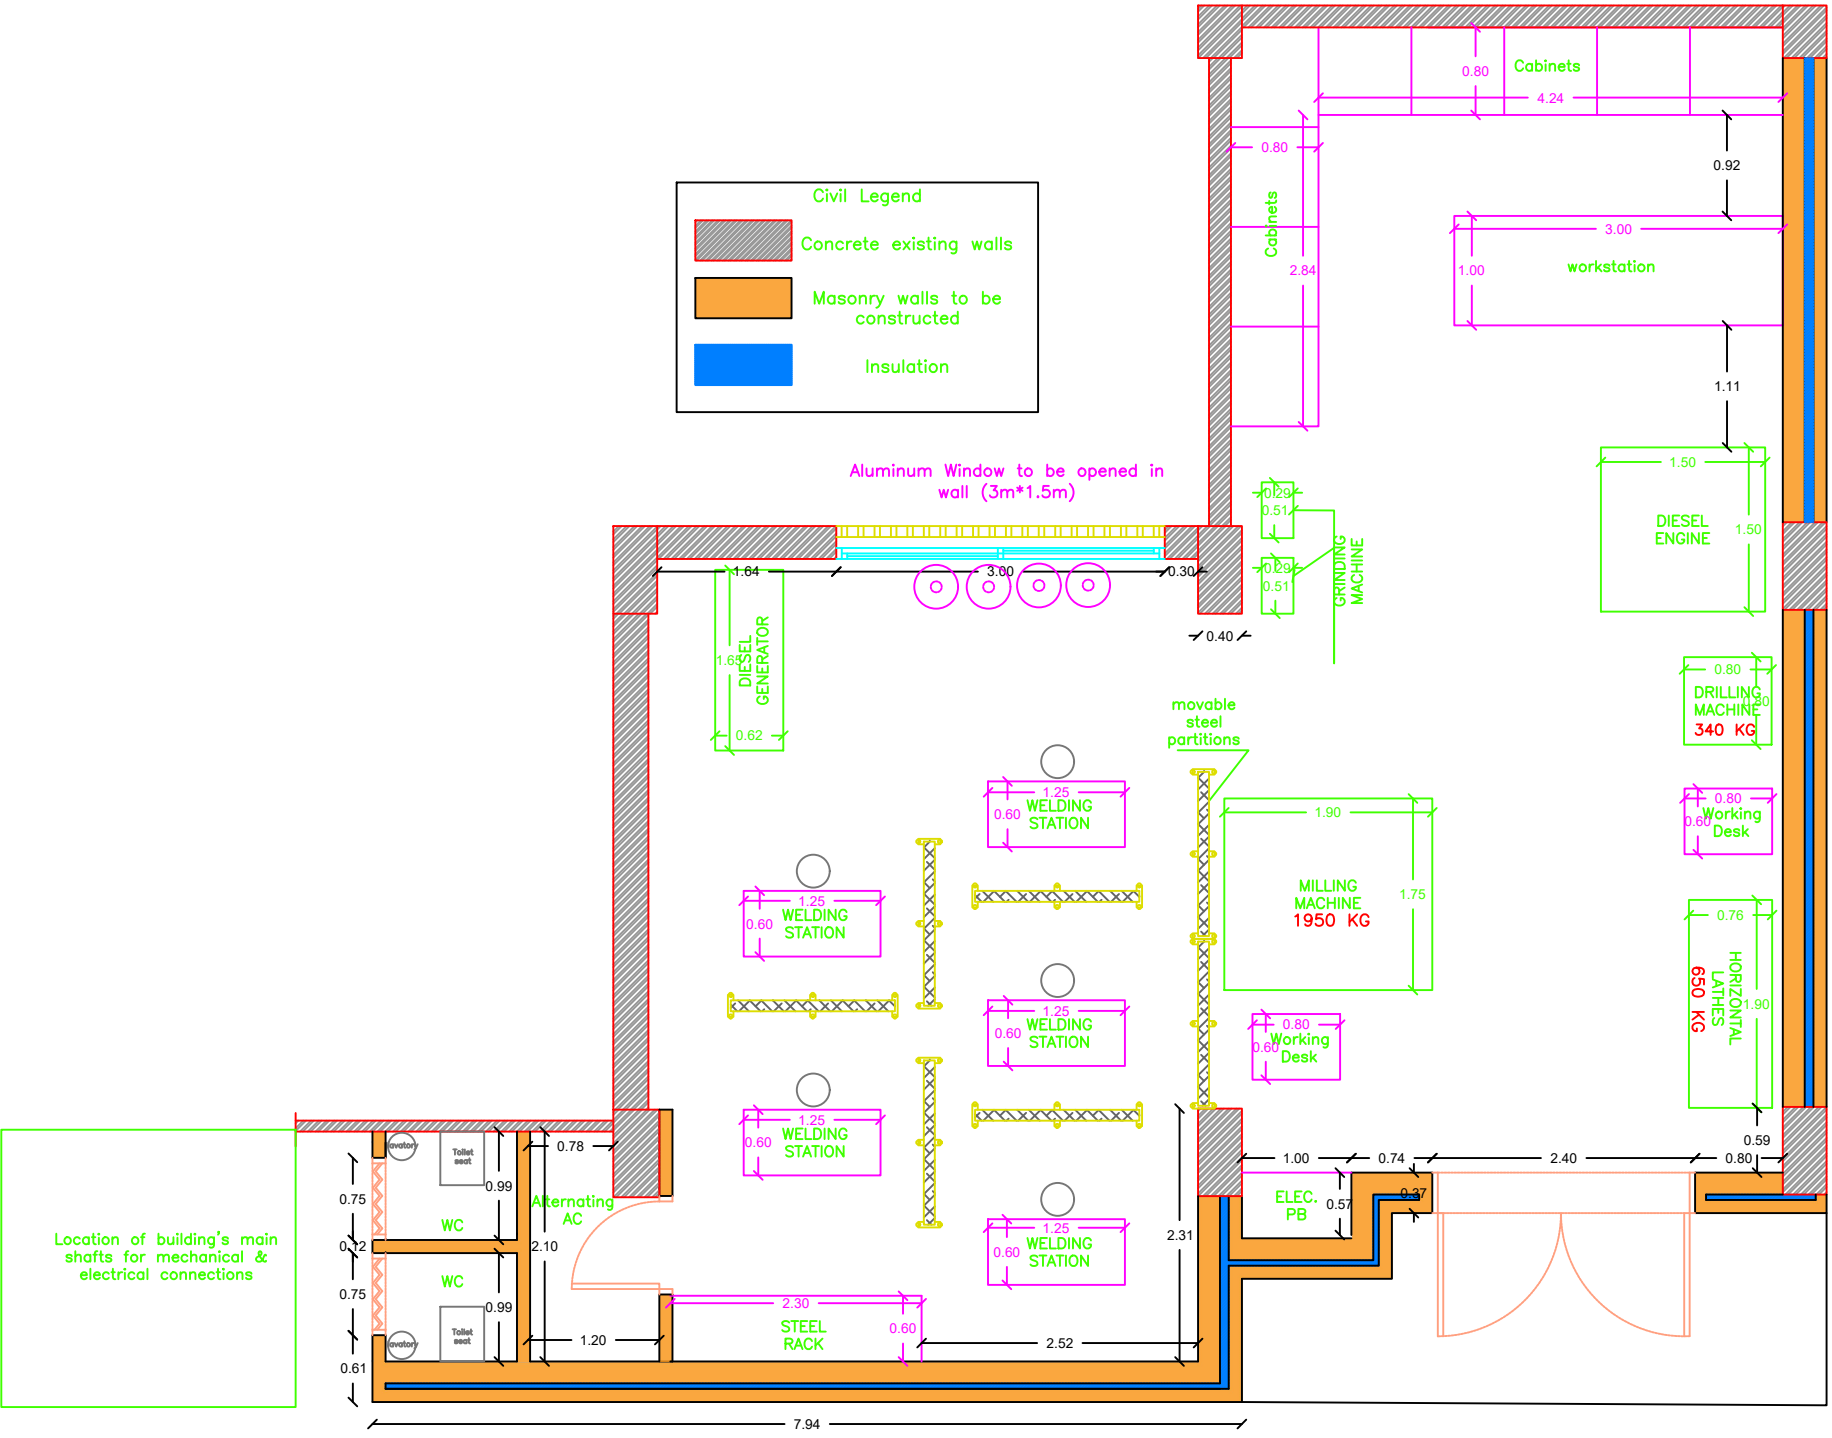 Cabinets
0.80
4.24
0.80
0.92
Civil Legend
Concrete existing walls
Masonry walls to be
constructed
Insulation
Cabinets
2.84
3.00
1.00
workstation
1.11
Aluminum Window to be opened in
wall (3m*1.5m)
1.50
DIESEL
ENGINE
1.50
0.29
0.51
0.29
0.51
GRINDING
MACHINE
1.64
3.00
0.30
0.40
1.65
DIESEL
GENERATOR
0.62
0.80
DRILLING
MACHINE
0.80
340 KG
movable
steel
partitions
1.25
0.60
WELDING
STATION
1.90
MILLING
MACHINE
1950 KG
1.75
0.80
0.60
Working
Desk
1.25
0.60
WELDING
STATION
0.76
HORIZONTAL
LATHES
650 KG
1.90
1.25
0.60
WELDING
STATION
0.80
0.60
Working
Desk
1.25
0.60
WELDING
STATION
2.31
1.00
0.74
2.40
0.80
0.59
0.37
ELEC.
PB
0.57
lavatory
Toilet
seat
0.99
0.78
0.75
WC
Alternating
AC
0.12
2.10
WC
0.75
0.99
lavatory
Toilet
seat
0.61
1.20
Location of building's main
shafts for mechanical &
electrical connections
1.25
0.60
WELDING
STATION
2.30
STEEL
RACK
0.60
2.52
7.94